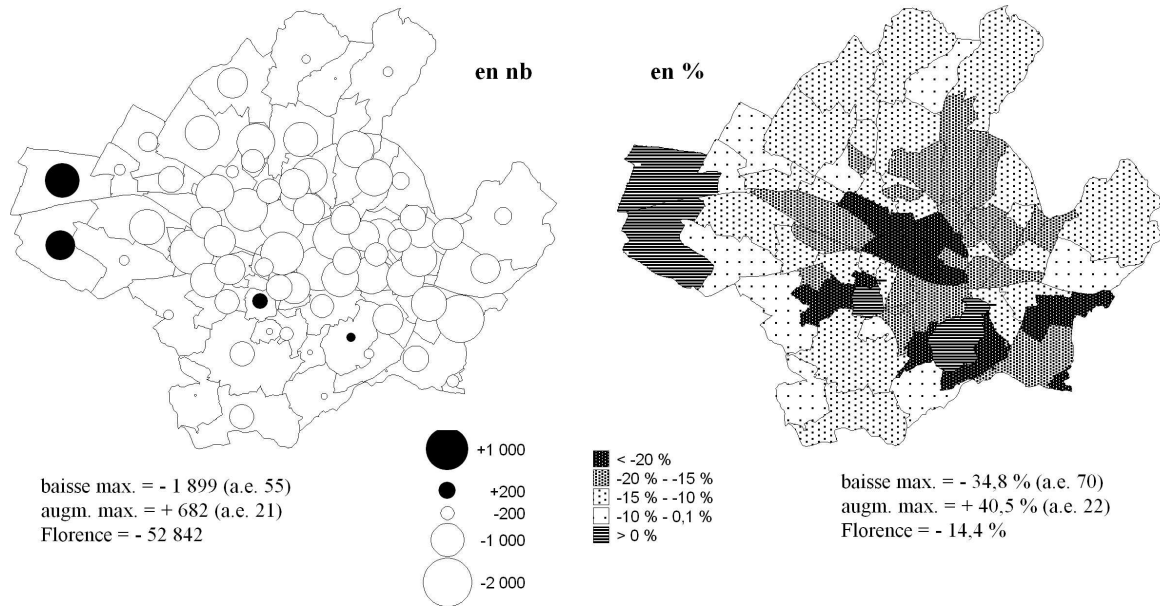 en nb
en %
+1 000
+200
-200
-1 000
-2 000
baisse max. = - 1 899 (a.e. 55)
augm. max. = + 682 (a.e. 21)
Florence = - 52 842
< -20 %
-20 % - -15 %
-15 % - -10 %
-10 % - 0,1 %
> 0 %
baisse max. = - 34,8 % (a.e. 70)
augm. max. = + 40,5 % (a.e. 22)
Florence = - 14,4 %